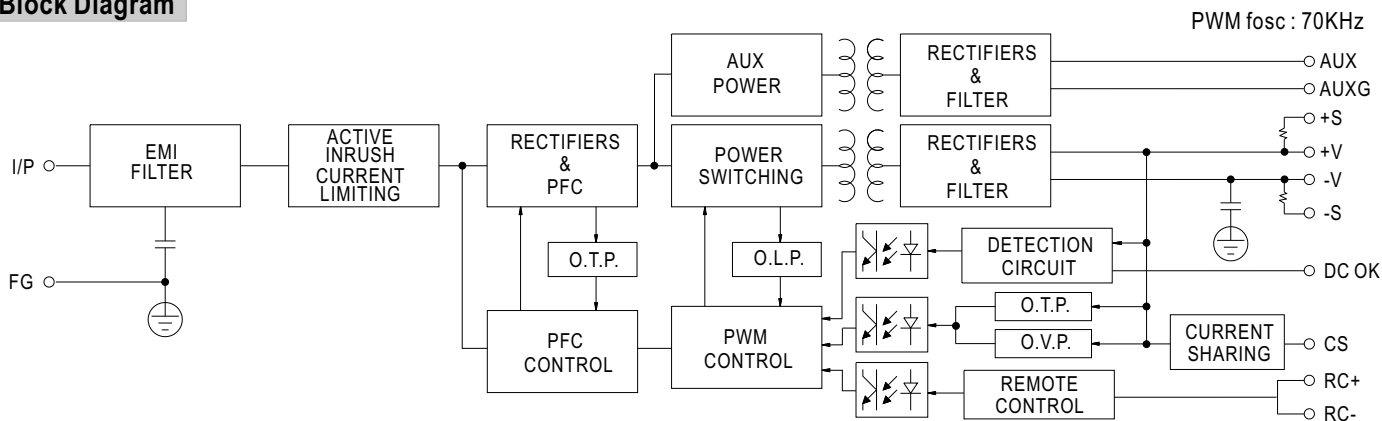 Block Diagram
PWM fosc : 70KHz
I/P
FG
EMI
FILTER
ACTIVE
INRUSH
CURRENT
LIMITING
RECTIFIERS
&
PFC
O.T.P.
PFC
CONTROL
AUX
POWER
POWER
SWITCHING
O.L.P.
PWM
CONTROL
RECTIFIERS
&
FILTER
RECTIFIERS
&
FILTER
DETECTION
CIRCUIT
O.T.P.
O.V.P.
REMOTE
CONTROL
CURRENT
SHARING
AUX
AUXG
+S
+V
-V
-S
DC OK
CS
RC+
RC-